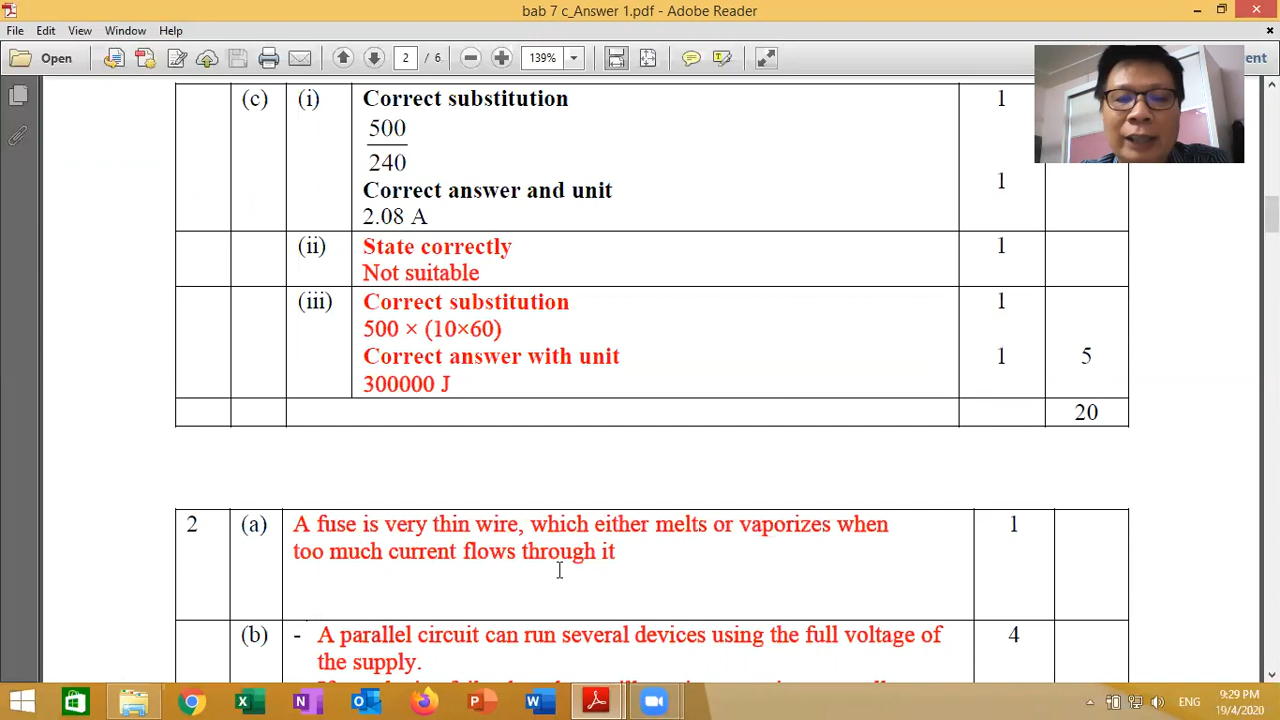 bab 7 c_Answer 1.pdf - Adobe Reader
File Edit View Window Help
Open 2 / 6 139%
(c) (i) Correct substitution 1
500
240
Correct answer and unit 1
2.08 A
(ii) State correctly 1
Not suitable
(iii) Correct substitution 1
500 × (10×60)
Correct answer with unit 1 5
300000 J
20
2 (a) A fuse is very thin wire, which either melts or vaporizes when 1
too much current flows through it
(b) - A parallel circuit can run several devices using the full voltage of 4
the supply.
ENG 9:29 PM
19/4/2020